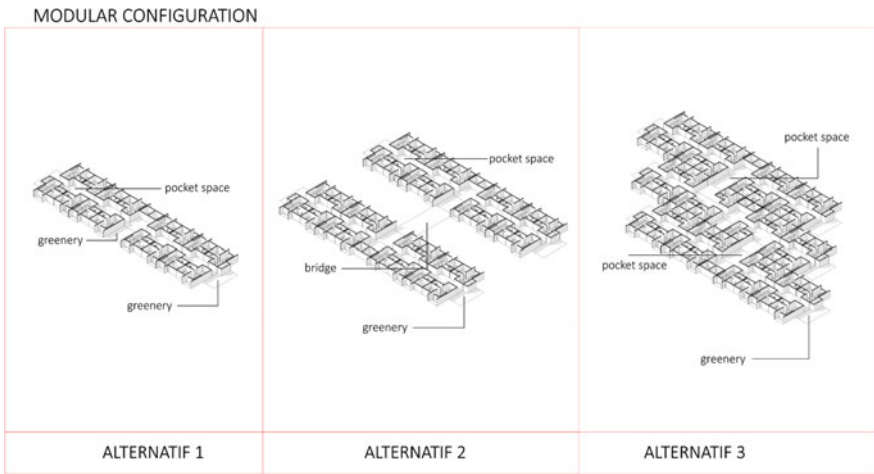 MODULAR CONFIGURATION
pocket space
greenery
greenery
pocket space
bridge
greenery
pocket space
pocket space
greenery
ALTERNATIF 1
ALTERNATIF 2
ALTERNATIF 3